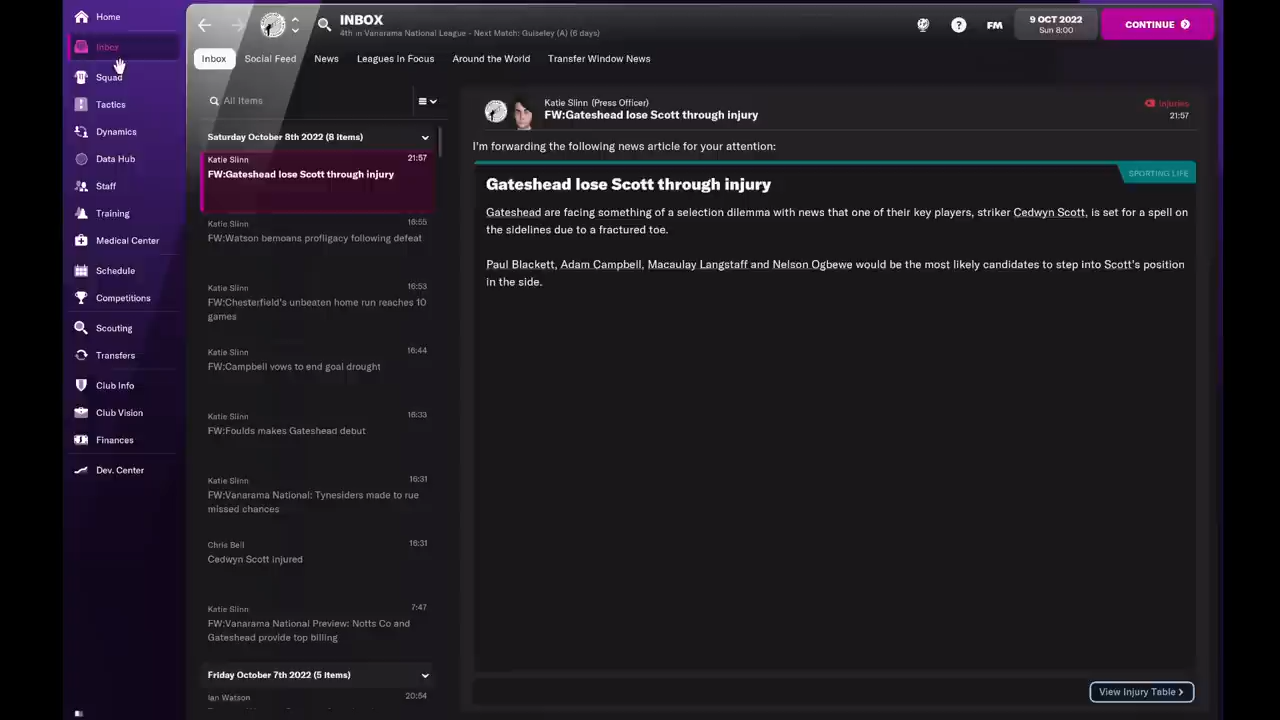 Home
Inbox
Squad
Tactics
Dynamics
Data Hub
Staff
Training
Medical Center
Schedule
Competitions
Scouting
Transfers
Club Info
Club Vision
Finances
Dev. Center
INBOX
4th in Vanarama National League - Next Match: Guiseley (A) (6 days)
?
FM
9 OCT 2022
Sun 8:00
CONTINUE
Inbox
Social Feed
News
Leagues in Focus
Around the World
Transfer Window News
All Items
Saturday October 8th 2022 (8 items)
Katie Slinn 21:57
FW:Gateshead lose Scott through injury
Katie Slinn 16:55
FW:Watson bemoans profligacy following defeat
Katie Slinn 16:53
FW:Chesterfield's unbeaten home run reaches 10
games
Katie Slinn 16:44
FW:Campbell vows to end goal drought
Katie Slinn 16:33
FW:Foulds makes Gateshead debut
Katie Slinn 16:31
FW:Vanarama National: Tynesiders made to rue
missed chances
Chris Bell 16:31
Cedwyn Scott injured
Katie Slinn 7:47
FW:Vanarama National Preview: Notts Co and
Gateshead provide top billing
Friday October 7th 2022 (5 items)
Ian Watson 20:54
Katie Slinn (Press Officer)
FW:Gateshead lose Scott through injury
Injuries
21:57
I'm forwarding the following news article for your attention:
SPORTING LIFE
Gateshead lose Scott through injury
Gateshead are facing something of a selection dilemma with news that one of their key players, striker Cedwyn Scott, is set for a spell on
the sidelines due to a fractured toe.
Paul Blackett, Adam Campbell, Macaulay Langstaff and Nelson Ogbewe would be the most likely candidates to step into Scott's position
in the side.
View Injury Table >